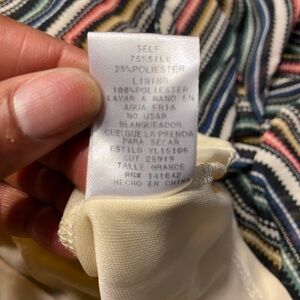 SELF
75%SILK
25%POLIESTER
LINING
100%POLIESTER
LAVAR A MANO EN
AGUA FRIA
NO USAR
BLANQUEADOR
CUELGUE LA PRENDA
PARA SECAR
ESTILO YL15106
CUT 25919
TALLE GRANDE
RN# 141642
HECHO EN CHINA